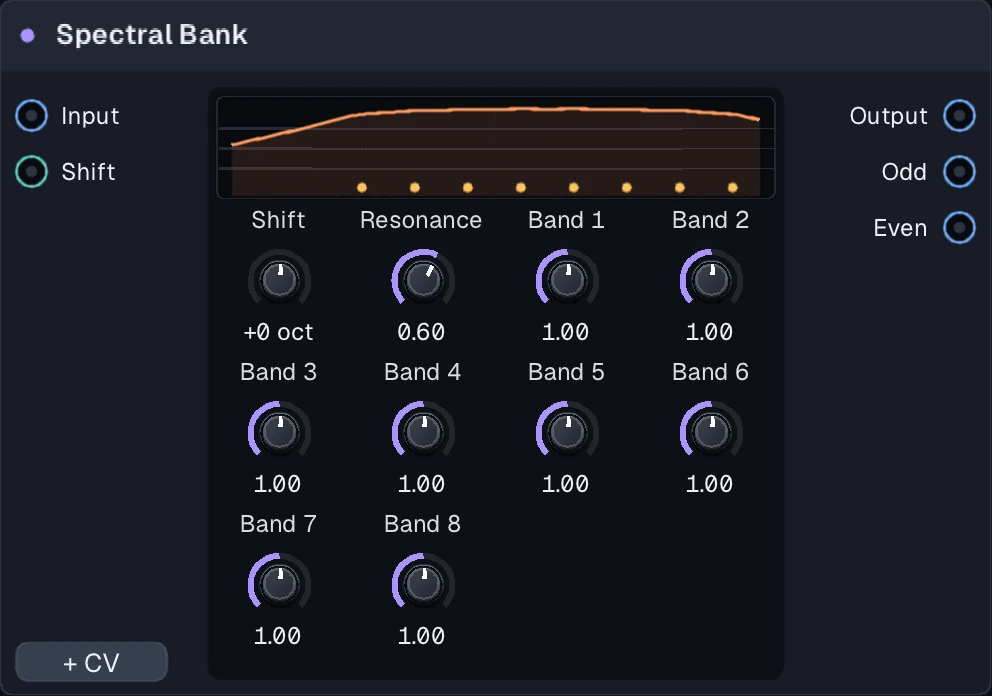 Spectral Bank
Input
Shift
Output
Odd
Even
Shift Resonance Band 1 Band 2
+0 oct 0.60 1.00 1.00
Band 3 Band 4 Band 5 Band 6
1.00 1.00 1.00 1.00
Band 7 Band 8
1.00 1.00
+ CV